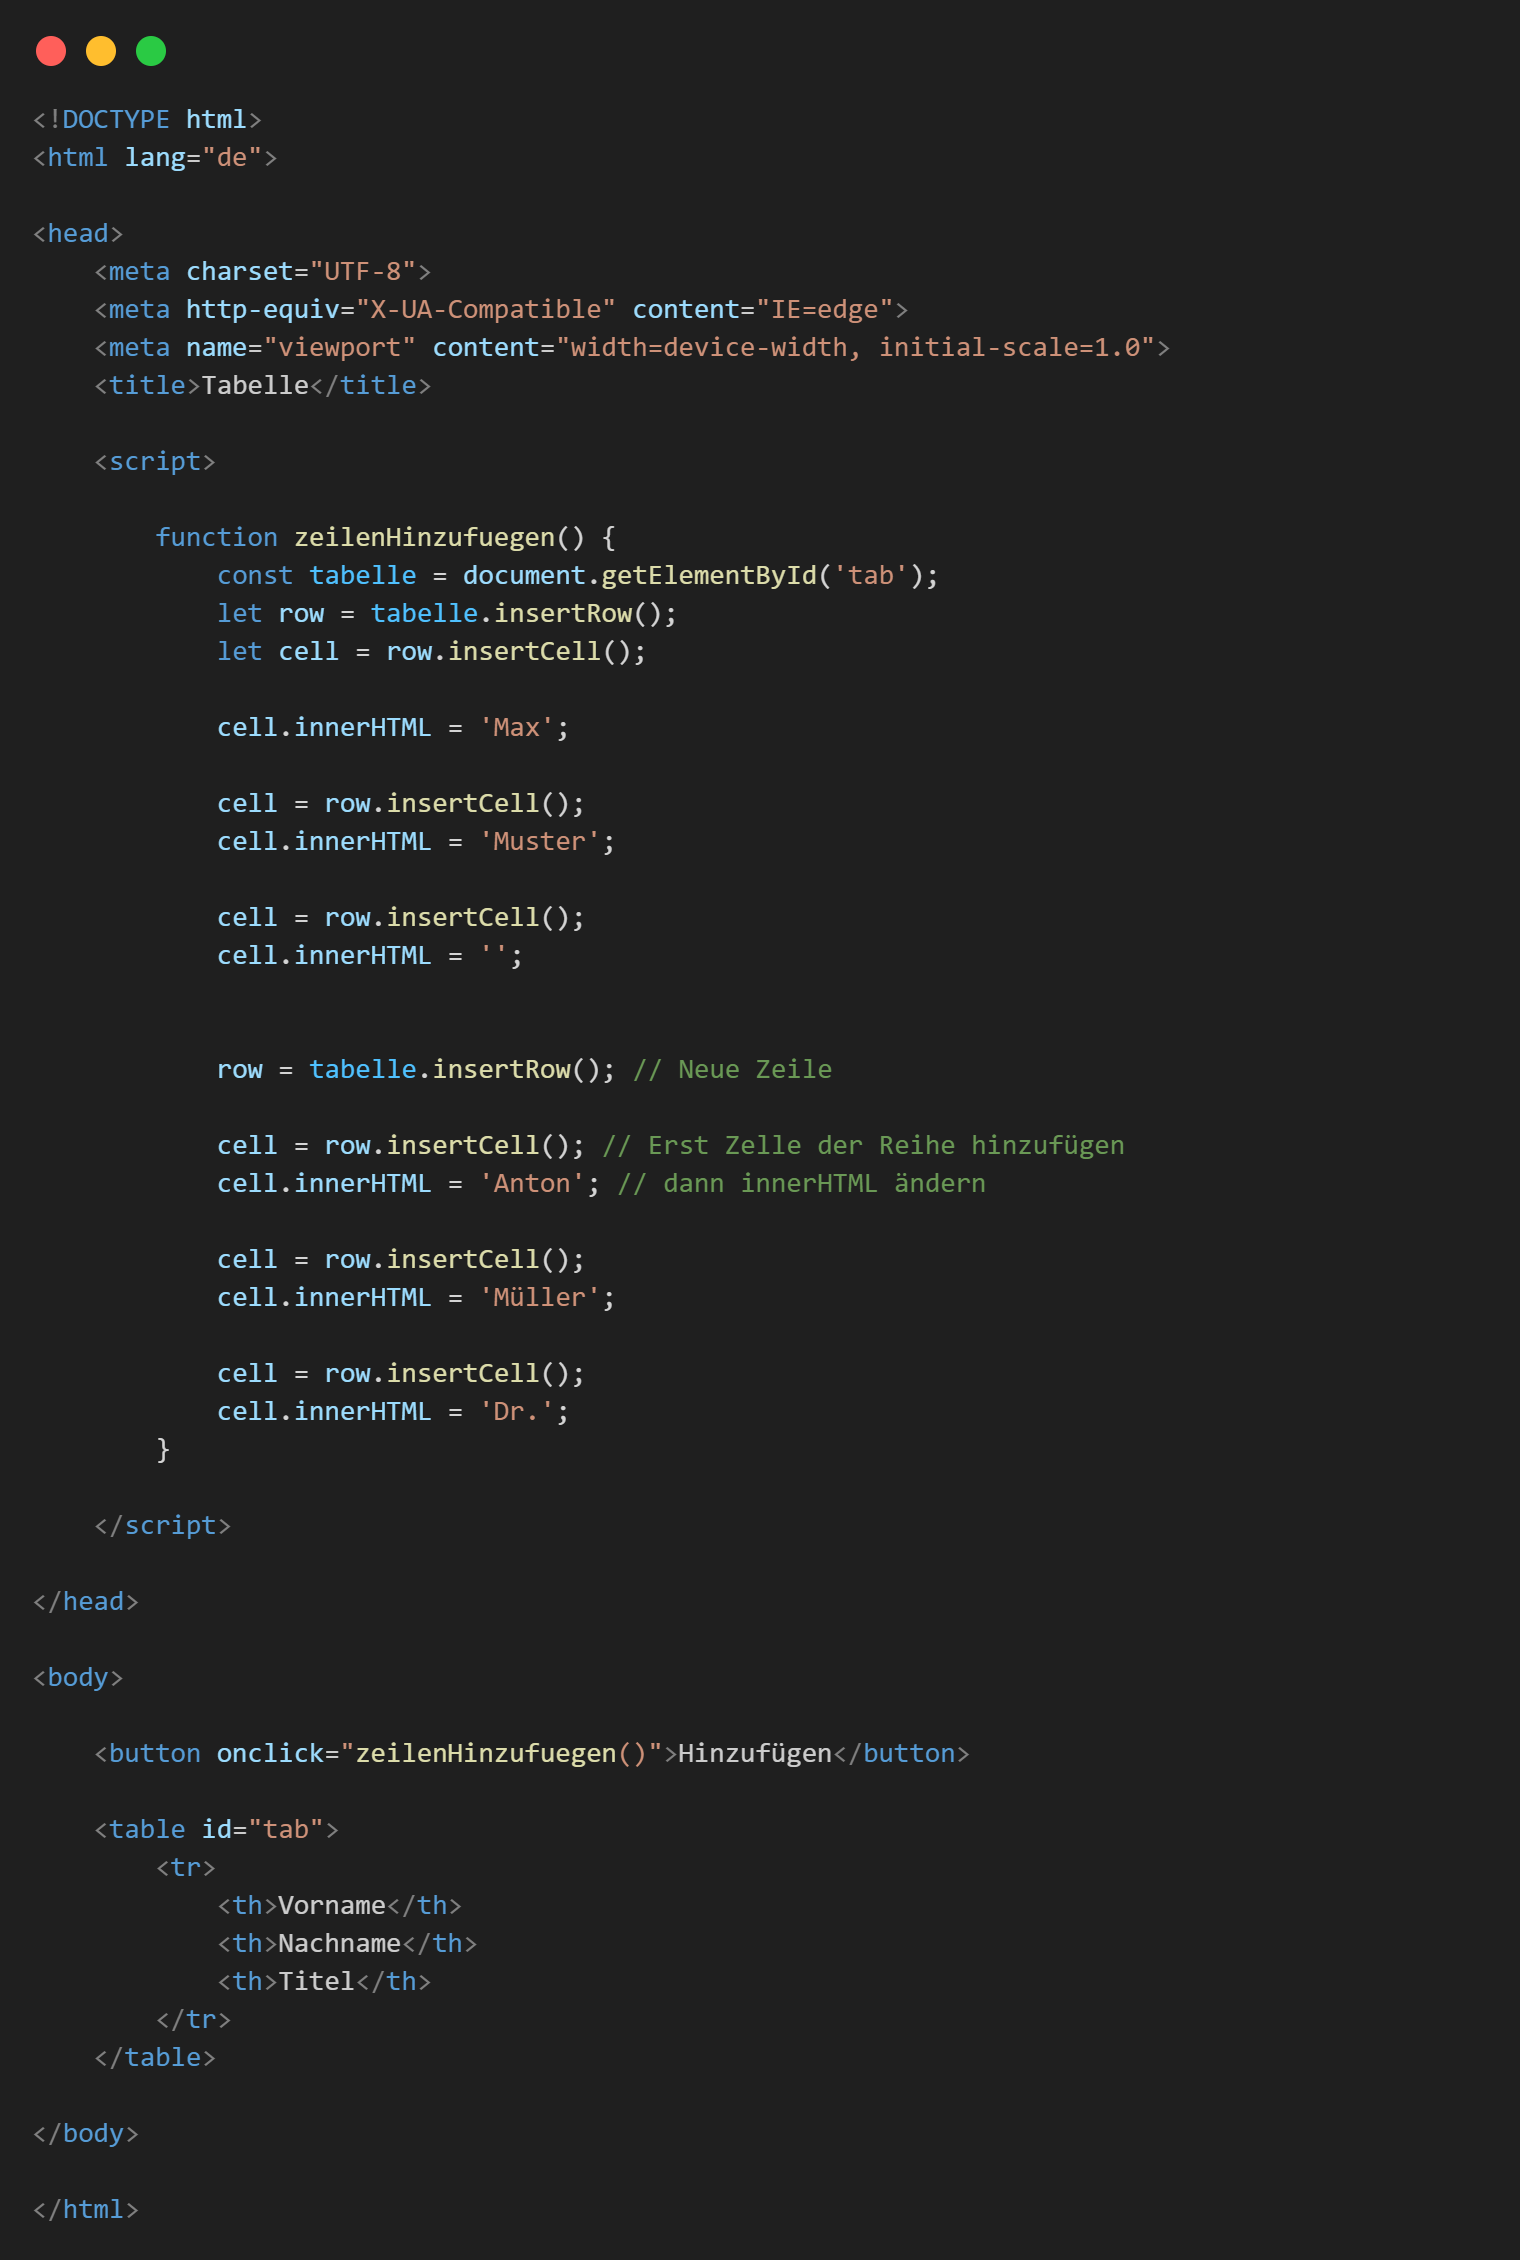 <!DOCTYPE html>
<html lang="de">
<head>
    <meta charset="UTF-8">
    <meta http-equiv="X-UA-Compatible" content="IE=edge">
    <meta name="viewport" content="width=device-width, initial-scale=1.0">
    <title>Tabelle</title>
    <script>
        function zeilenHinzufuegen() {
            const tabelle = document.getElementById('tab');
            let row = tabelle.insertRow();
            let cell = row.insertCell();
            cell.innerHTML = 'Max';
            cell = row.insertCell();
            cell.innerHTML = 'Muster';
            cell = row.insertCell();
            cell.innerHTML = '';
            row = tabelle.insertRow(); // Neue Zeile
            cell = row.insertCell(); // Erst Zelle der Reihe hinzufügen
            cell.innerHTML = 'Anton'; // dann innerHTML ändern
            cell = row.insertCell();
            cell.innerHTML = 'Müller';
            cell = row.insertCell();
            cell.innerHTML = 'Dr.';
        }
    </script>
</head>
<body>
    <button onclick="zeilenHinzufuegen()">Hinzufügen</button>
    <table id="tab">
        <tr>
            <th>Vorname</th>
            <th>Nachname</th>
            <th>Titel</th>
        </tr>
    </table>
</body>
</html>